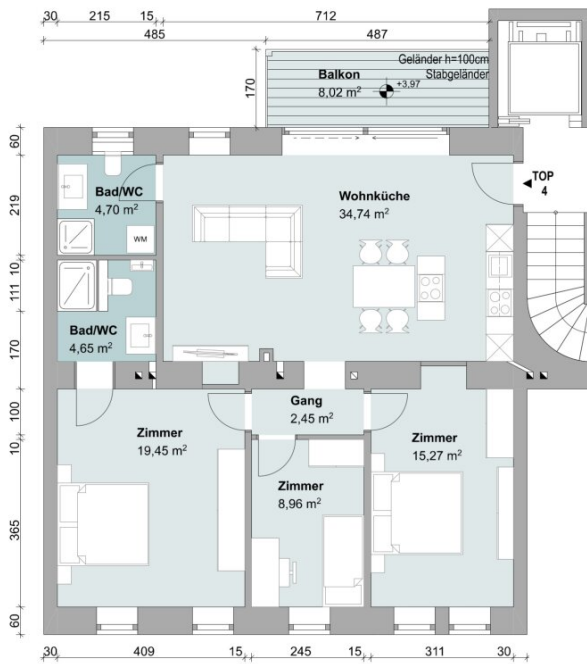 30 215 15 712
485 487
Geländer h=100cm
Stabgeländer
Balkon
8,02 m²
+3,97
170
60
219
10
111
170
100
10
365
60
Bad/WC
4,70 m²
WM
Wohnküche
34,74 m²
TOP
4
Bad/WC
4,65 m²
Gang
2,45 m²
Zimmer
19,45 m²
Zimmer
15,27 m²
Zimmer
8,96 m²
30 409 15 245 15 311 30